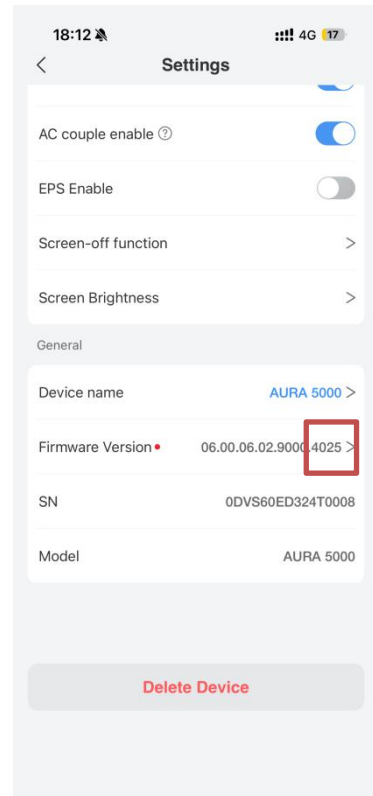 18:12 4G 17
Settings
AC couple enable ?
EPS Enable
Screen-off function >
Screen Brightness >
General
Device name AURA 5000 >
Firmware Version 06.00.06.02.9000.4025 >
SN 0DVS60ED324T0008
Model AURA 5000
Delete Device